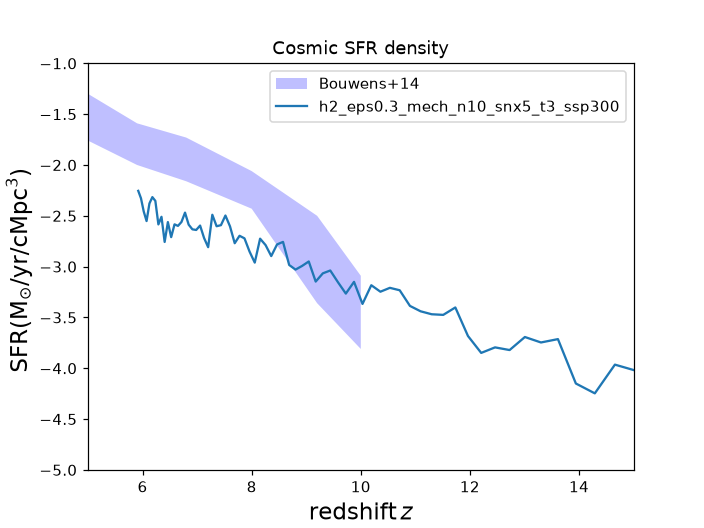 Cosmic SFR density
−1.0
−1.5
−2.0
−2.5
−3.0
−3.5
−4.0
−4.5
−5.0
SFR(M⊙/yr/cMpc³)
Bouwens+14
h2_eps0.3_mech_n10_snx5_t3_ssp300
6 8 10 12 14
redshift z